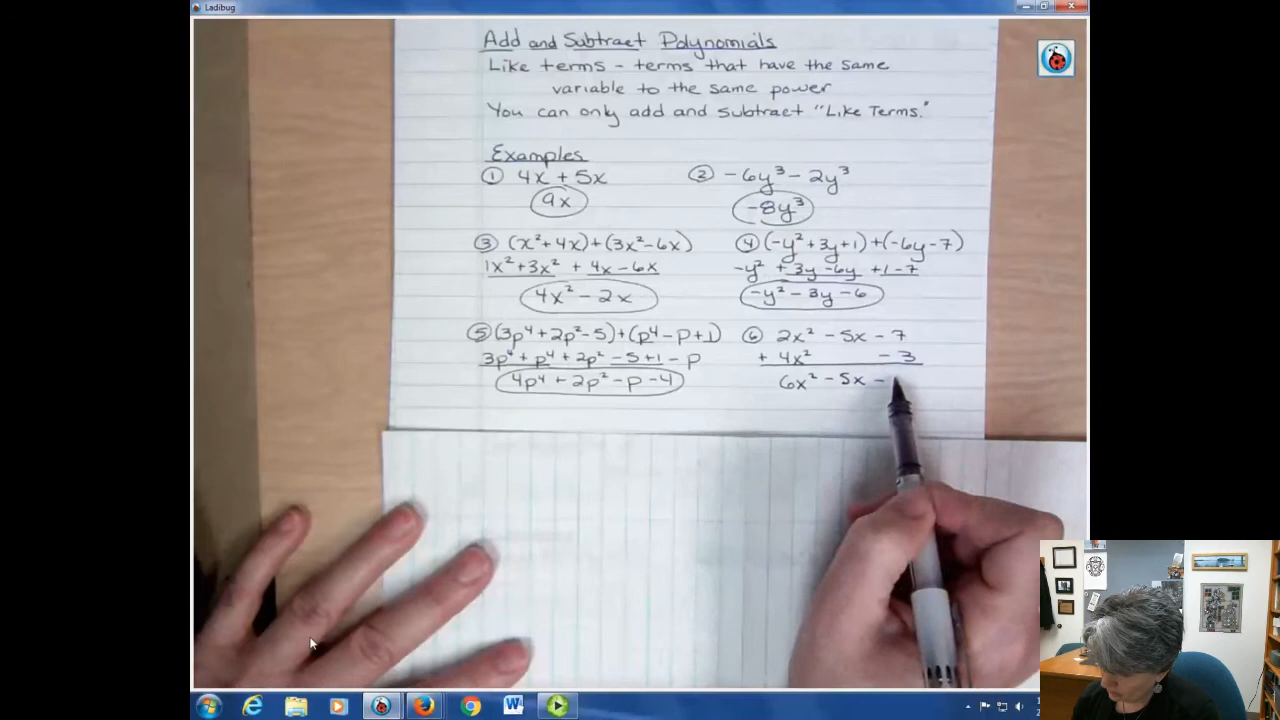 Ladibug
Add and Subtract Polynomials
Like terms - terms that have the same
variable to the same power
You can only add and subtract "Like Terms."
Examples
① 4x + 5x
9x
② -6y³ - 2y³
-8y³
③ (x²+4x)+(3x²-6x)
1x²+3x² + 4x-6x
4x² - 2x
④ (-y²+3y+1)+(-6y-7)
-y² +3y-6y +1-7
-y² - 3y - 6
⑤ (3p⁴+2p²-5)+(p⁴-p+1)
3p⁴ + p⁴ + 2p² -5+1 - p
4p⁴ + 2p² - p - 4
⑥ 2x² - 5x - 7
+ 4x² - 3
6x² - 5x -